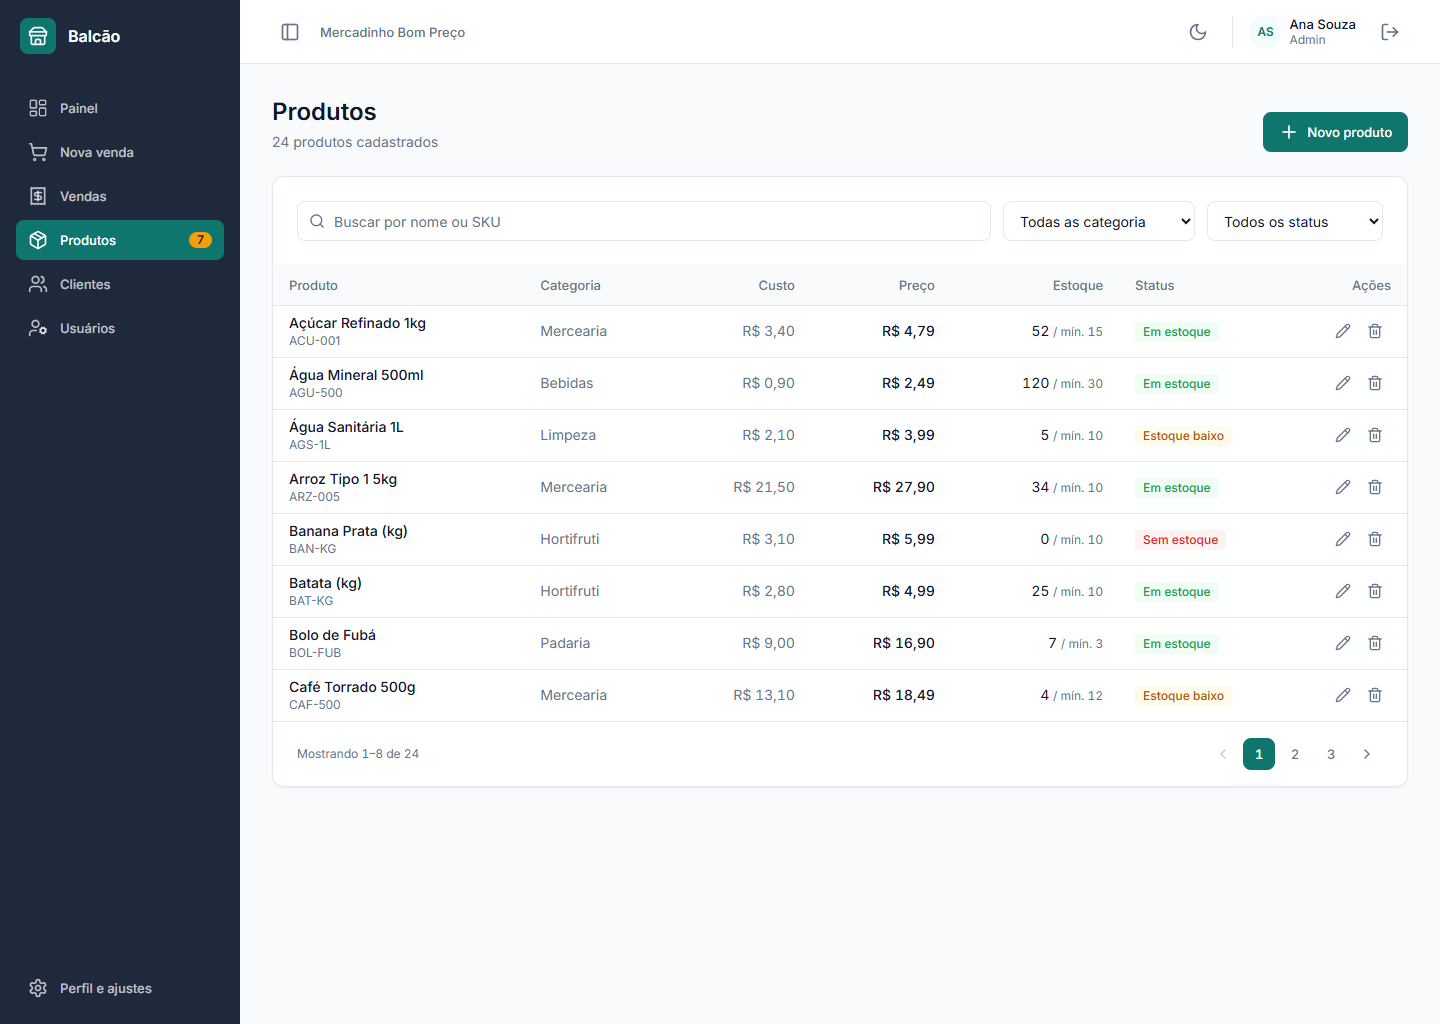 Balcão
Mercadinho Bom Preço
AS
Ana Souza
Admin
Painel
Nova venda
Vendas
Produtos 7
Clientes
Usuários
Perfil e ajustes
Produtos
24 produtos cadastrados
Novo produto
Buscar por nome ou SKU
Todas as categoria
Todos os status
Produto Categoria Custo Preço Estoque Status Ações
Açúcar Refinado 1kg
ACU-001
Mercearia R$ 3,40 R$ 4,79 52 / mín. 15 Em estoque
Água Mineral 500ml
AGU-500
Bebidas R$ 0,90 R$ 2,49 120 / mín. 30 Em estoque
Água Sanitária 1L
AGS-1L
Limpeza R$ 2,10 R$ 3,99 5 / mín. 10 Estoque baixo
Arroz Tipo 1 5kg
ARZ-005
Mercearia R$ 21,50 R$ 27,90 34 / mín. 10 Em estoque
Banana Prata (kg)
BAN-KG
Hortifruti R$ 3,10 R$ 5,99 0 / mín. 10 Sem estoque
Batata (kg)
BAT-KG
Hortifruti R$ 2,80 R$ 4,99 25 / mín. 10 Em estoque
Bolo de Fubá
BOL-FUB
Padaria R$ 9,00 R$ 16,90 7 / mín. 3 Em estoque
Café Torrado 500g
CAF-500
Mercearia R$ 13,10 R$ 18,49 4 / mín. 12 Estoque baixo
Mostrando 1–8 de 24
1 2 3